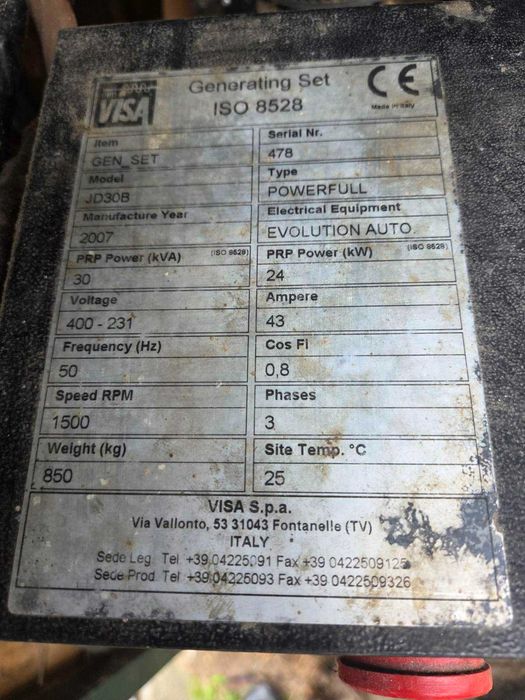 VISA
Generating Set
ISO 8528
CE
Made in Italy
Item
GEN_SET
Serial Nr.
478
Model
JD30B
Type
POWERFULL
Manufacture Year
2007
Electrical Equipment
EVOLUTION AUTO.
PRP Power (kVA) (ISO 8528)
30
PRP Power (kW) (ISO 8528)
24
Voltage
400 - 231
Ampere
43
Frequency (Hz)
50
Cos Fi
0,8
Speed RPM
1500
Phases
3
Weight (kg)
850
Site Temp. °C
25
VISA S.p.a.
Via Vallonto, 53 31043 Fontanelle (TV)
ITALY
Sede Leg Tel +39 04225091 Fax +39 0422509125
Sede Prod Tel +39 04225093 Fax +39 0422509326